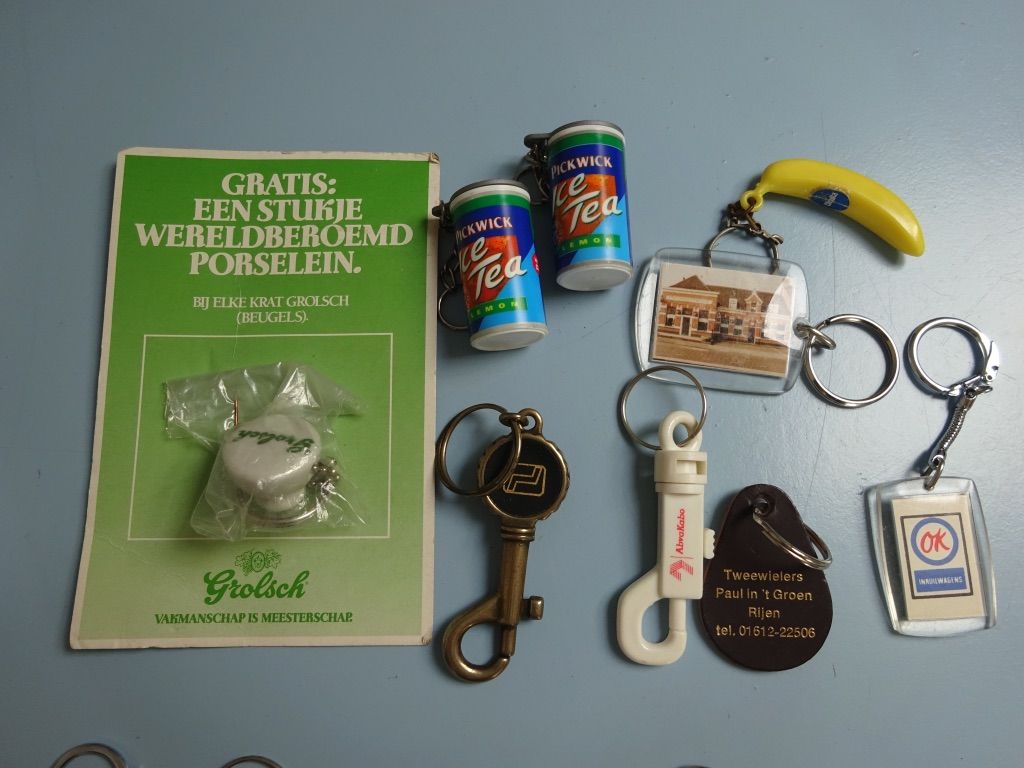 GRATIS:
EEN STUKJE
WERELDBEROEMD
PORSELEIN.
BIJ ELKE KRAT GROLSCH
(BEUGELS).
Grolsch
Grolsch
VAKMANSCHAP IS MEESTERSCHAP.
PICKWICK
Ice
Tea
LEMON
PICKWICK
Ice
Tea
LEMON
AbvaKabo
Tweewielers
Paul in 't Groen
Rijen
tel. 01612-22506
OK
INRUILWAGENS